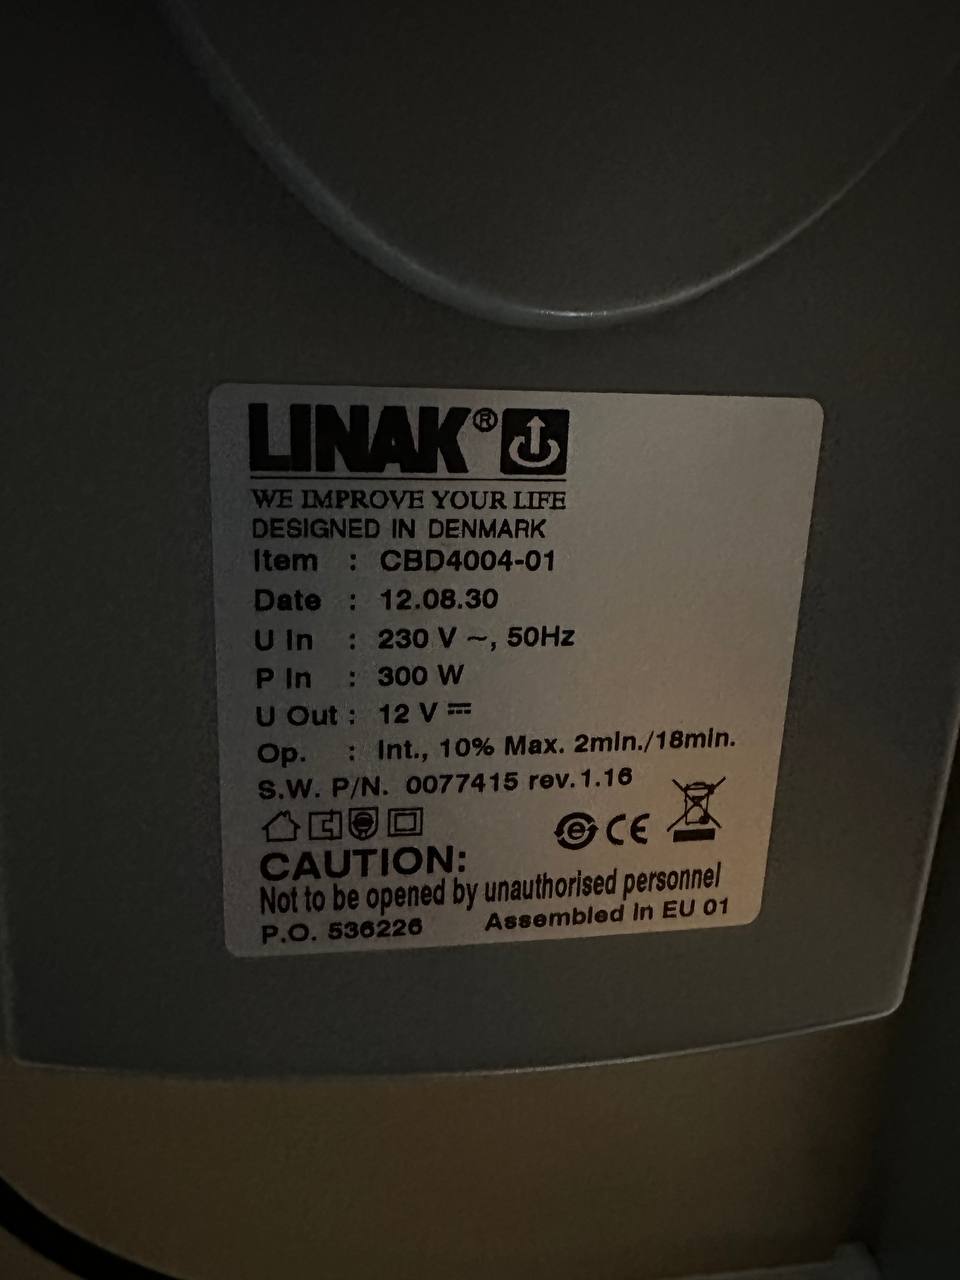 LINAK®
WE IMPROVE YOUR LIFE
DESIGNED IN DENMARK
Item : CBD4004-01
Date : 12.08.30
U In : 230 V ~, 50Hz
P In : 300 W
U Out : 12 V ⎓
Op. : Int., 10% Max. 2min./18min.
S.W. P/N. 0077415 rev.1.16
CE
CAUTION:
Not to be opened by unauthorised personnel
P.O. 536226 Assembled in EU 01